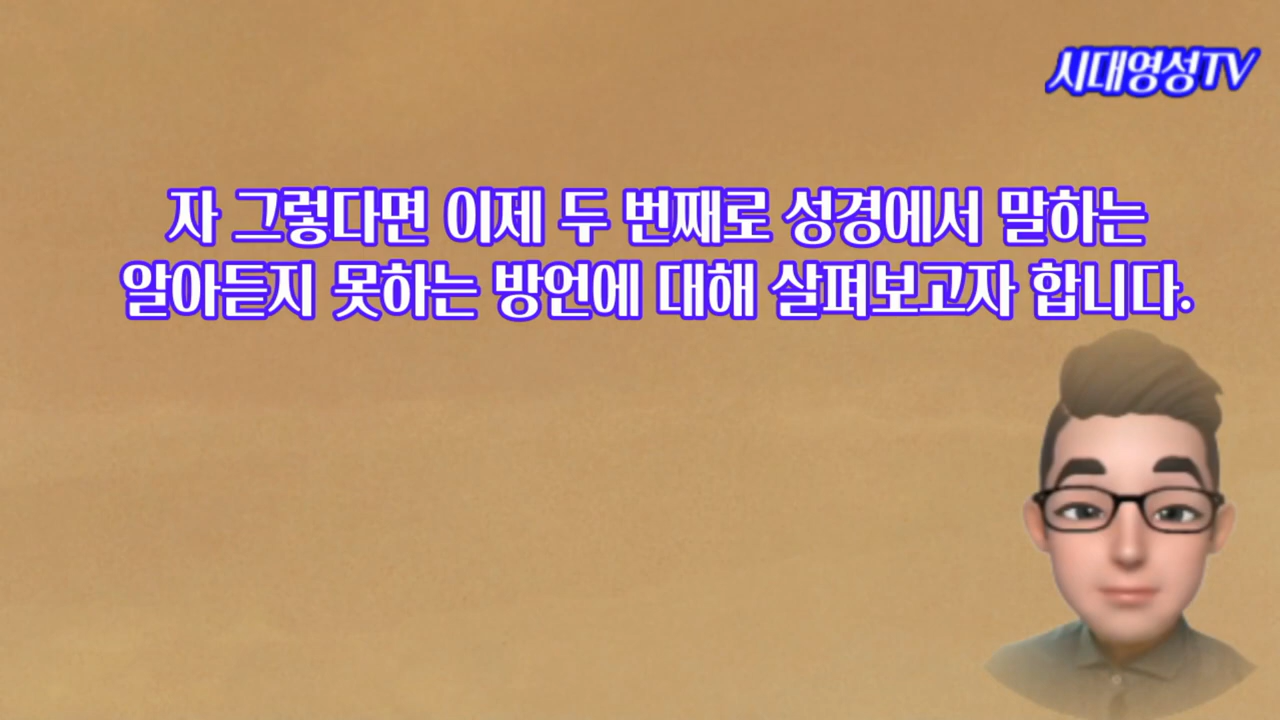 시대영성TV
자 그렇다면 이제 두 번째로 성경에서 말하는
알아듣지 못하는 방언에 대해 살펴보고자 합니다.